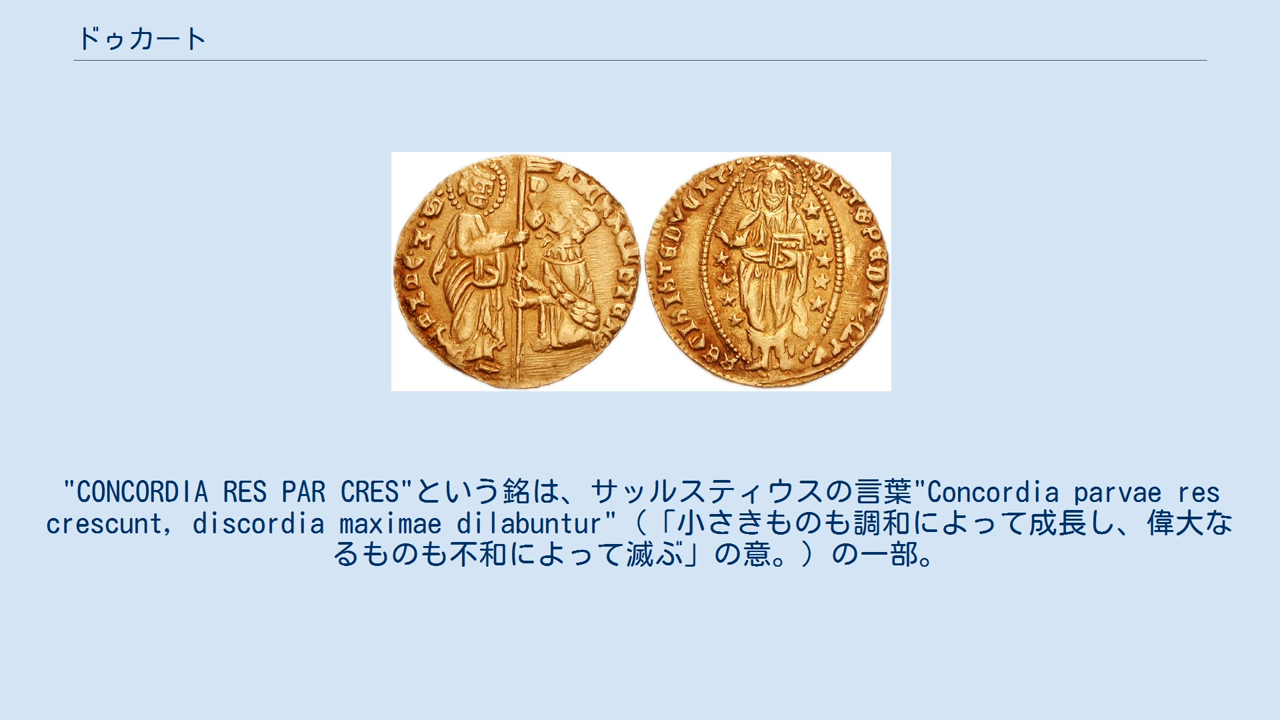 ドゥカート
"CONCORDIA RES PAR CRES"という銘は、サッルスティウスの言葉"Concordia parvae res
crescunt, discordia maximae dilabuntur"（「小さきものも調和によって成長し、偉大な
るものも不和によって滅ぶ」の意。）の一部。